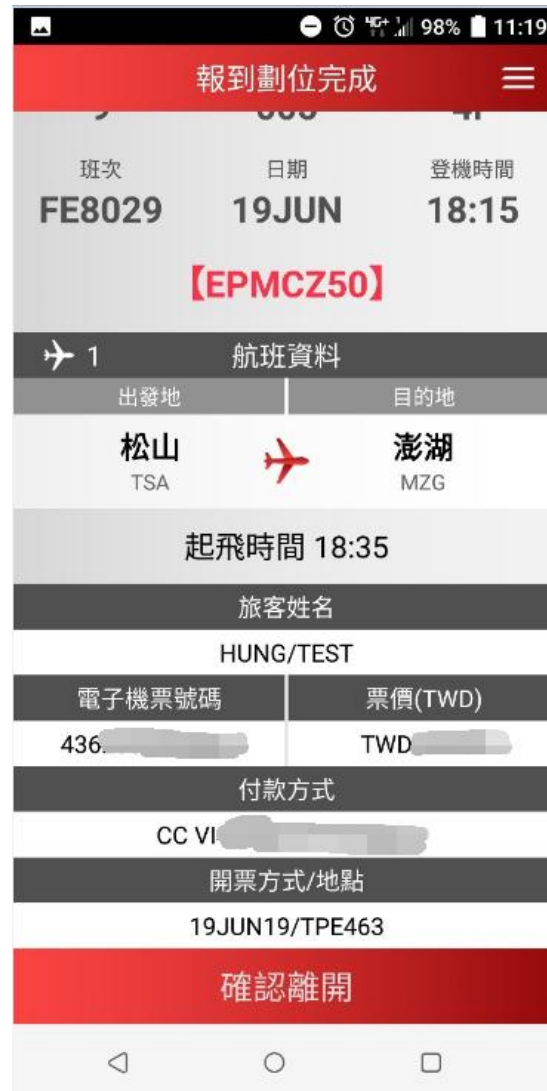 4G+ 98% 11:19
報到劃位完成
班次 日期 登機時間
FE8029 19JUN 18:15
【EPMCZ50】
1 航班資料
出發地 目的地
松山 澎湖
TSA MZG
起飛時間 18:35
旅客姓名
HUNG/TEST
電子機票號碼 票價(TWD)
436 TWD
付款方式
CC VI
開票方式/地點
19JUN19/TPE463
確認離開